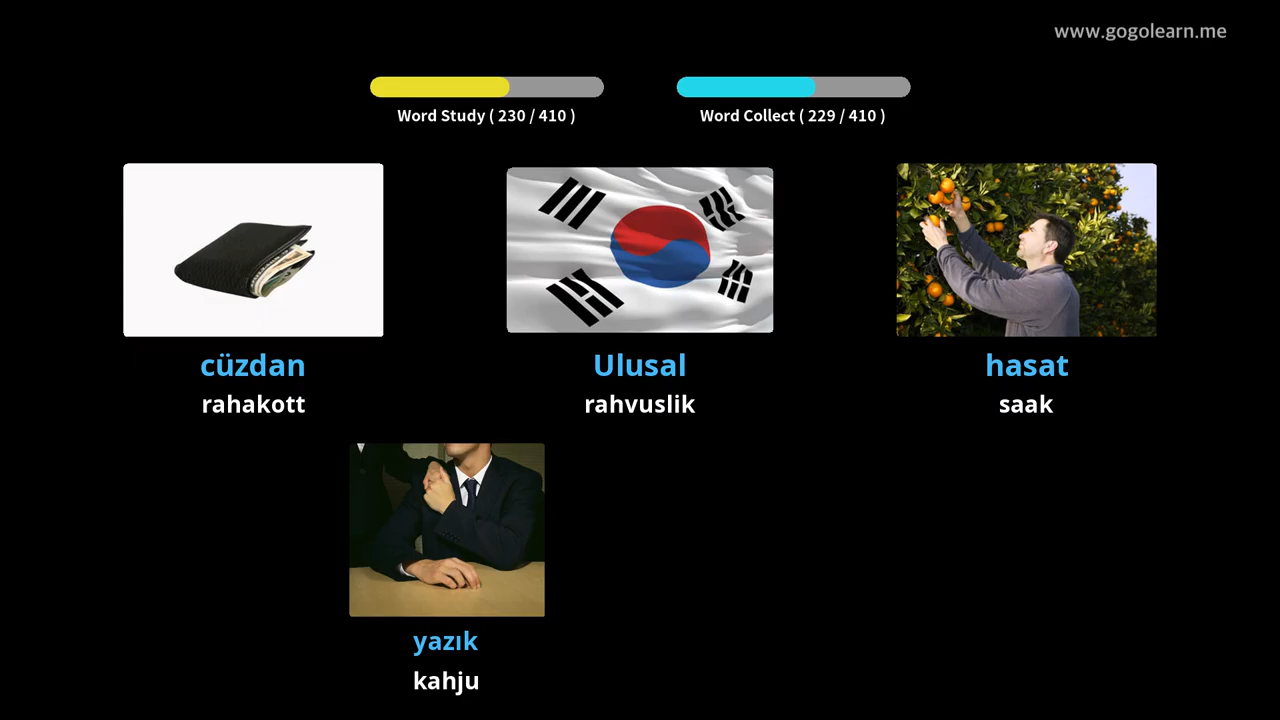 www.gogolearn.me
Word Study ( 230 / 410 )
Word Collect ( 229 / 410 )
cüzdan
rahakott
Ulusal
rahvuslik
hasat
saak
yazık
kahju